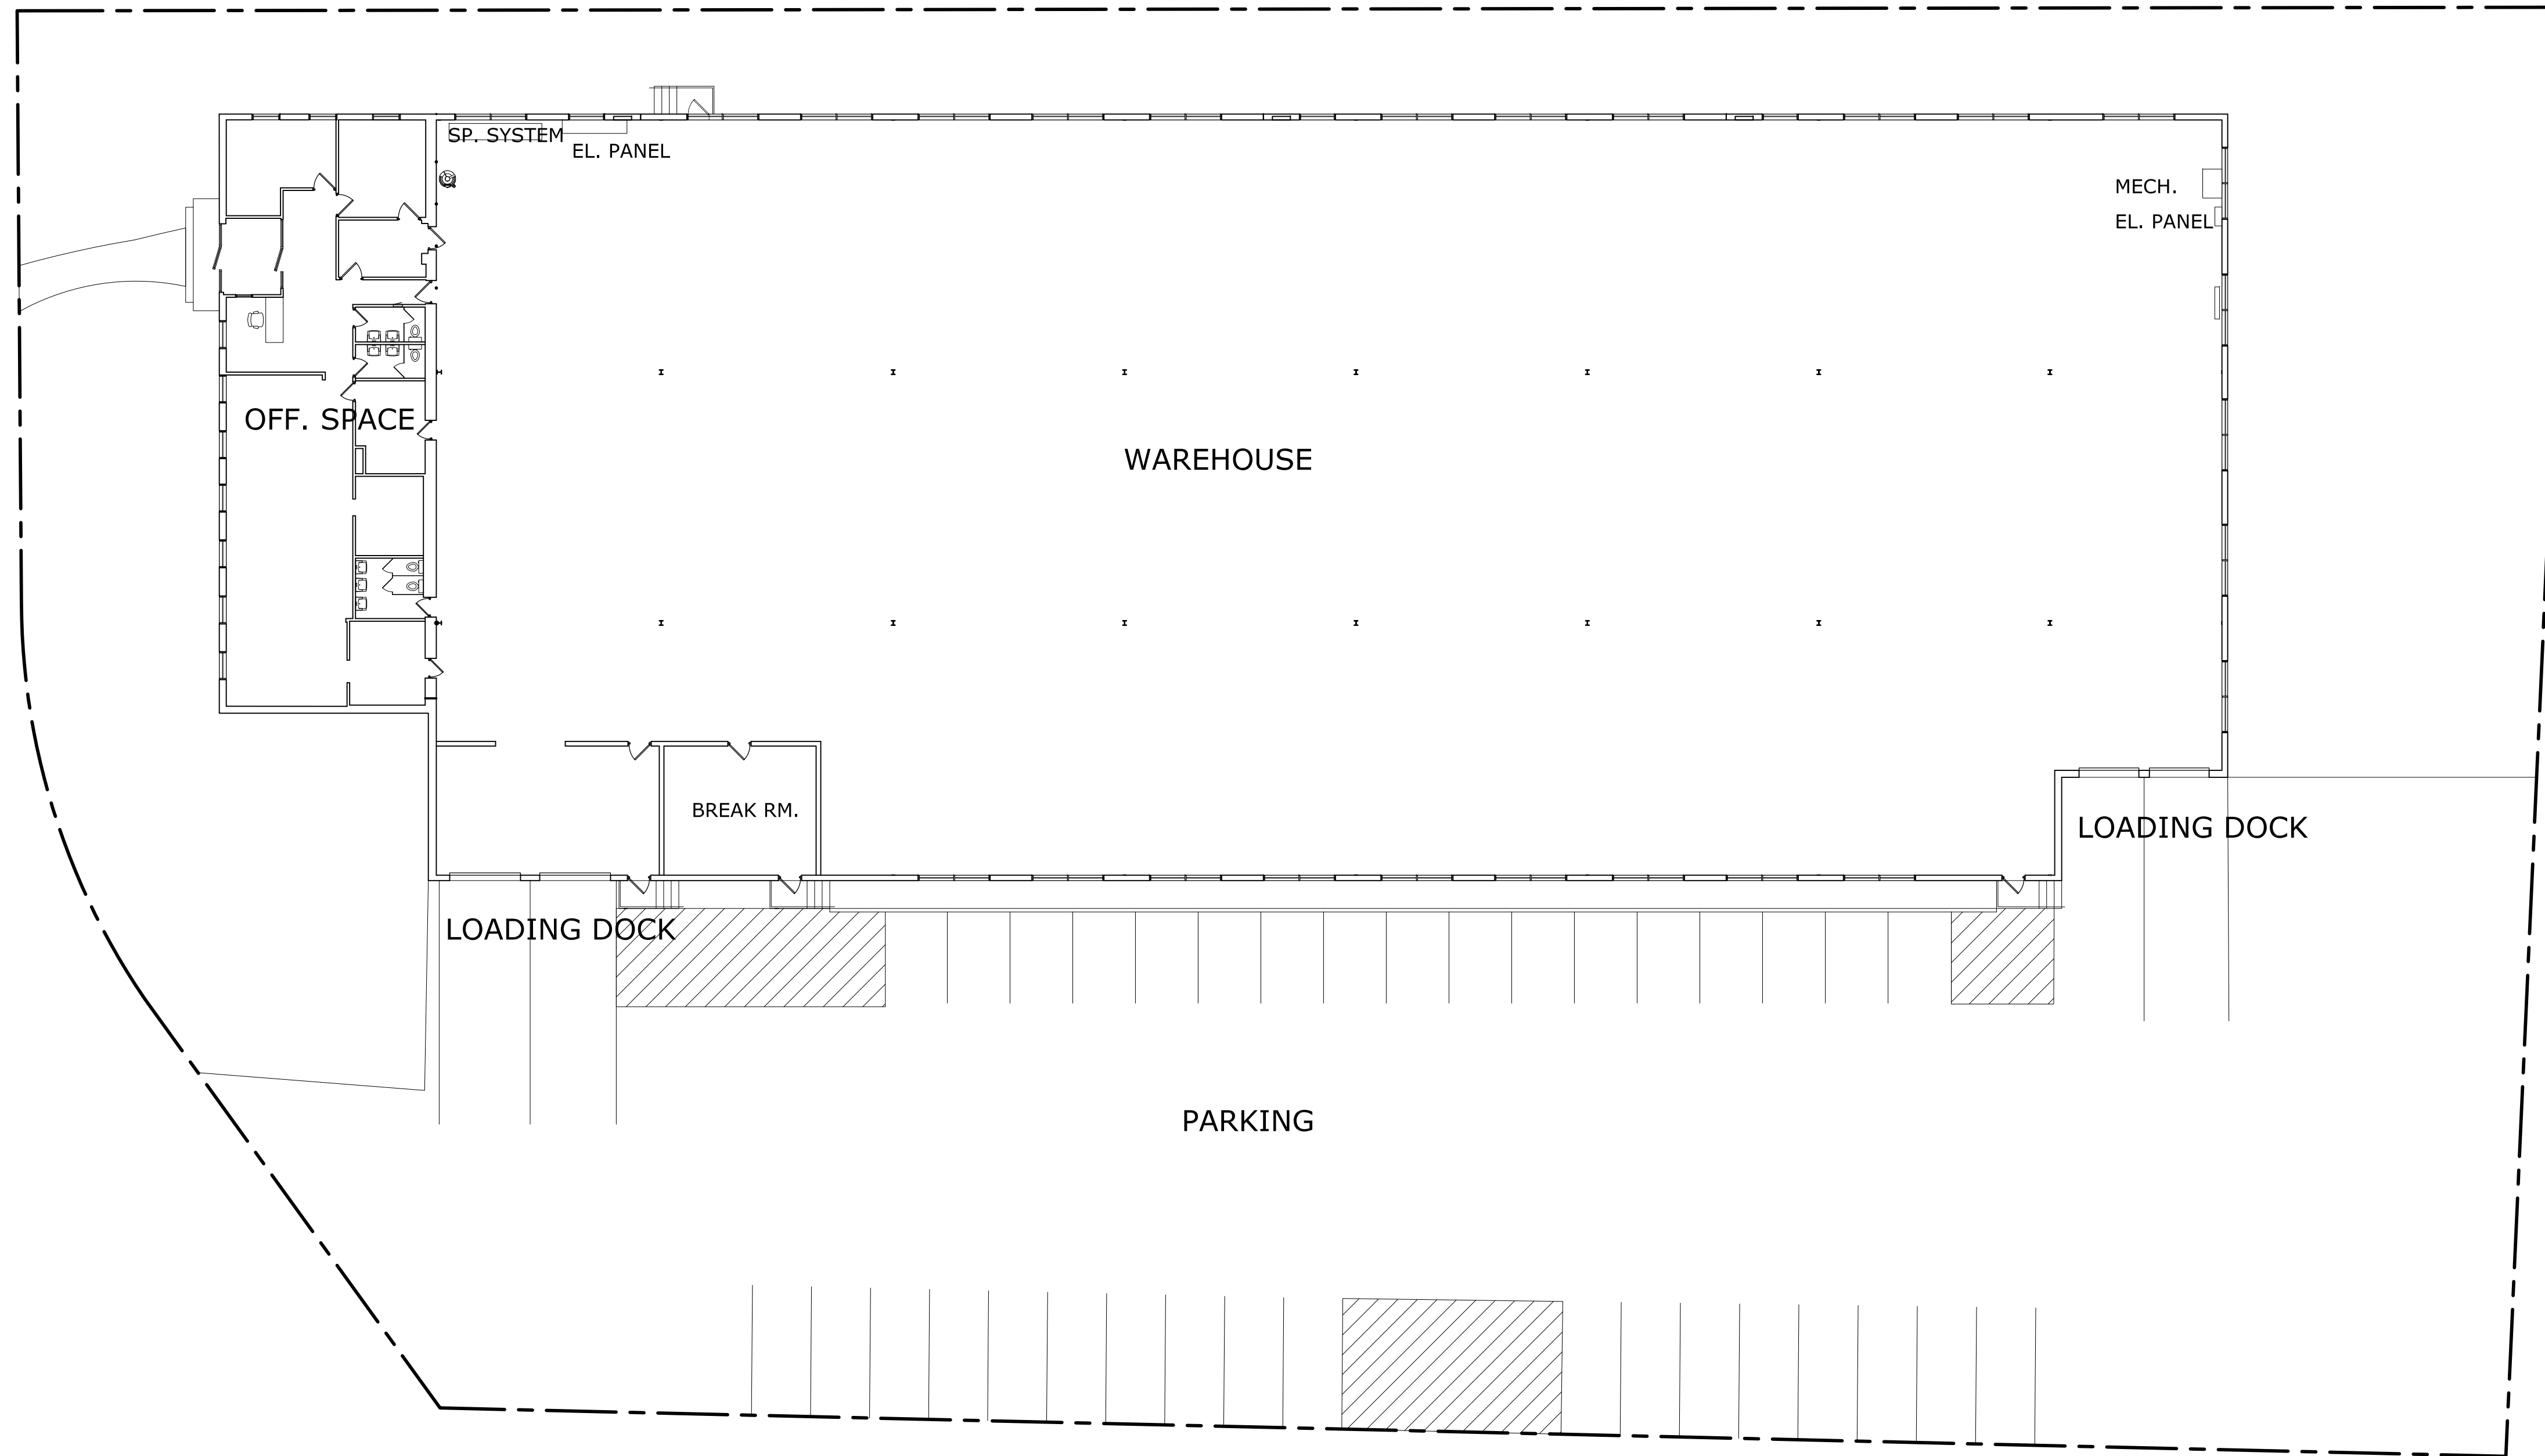 SP. SYSTEM
EL. PANEL
MECH.
EL. PANEL
OFF. SPACE
WAREHOUSE
BREAK RM.
LOADING DOCK
LOADING DOCK
PARKING